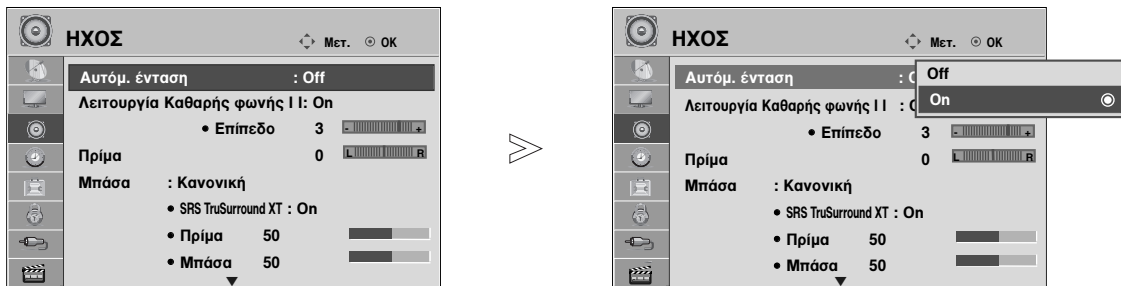 ΗΧΟΣ Μετ. OK
Αυτόμ. ένταση : Off
Λειτουργία Καθαρής φωνής I I: On
• Επίπεδο 3 - +
Πρίμα 0 L R
Μπάσα : Κανονική
• SRS TruSurround XT : On
• Πρίμα 50
• Μπάσα 50
ΗΧΟΣ Μετ. OK
Αυτόμ. ένταση :
Off
On
Λειτουργία Καθαρής φωνής I I :
• Επίπεδο 3 - +
Πρίμα 0 L R
Μπάσα : Κανονική
• SRS TruSurround XT : On
• Πρίμα 50
• Μπάσα 50